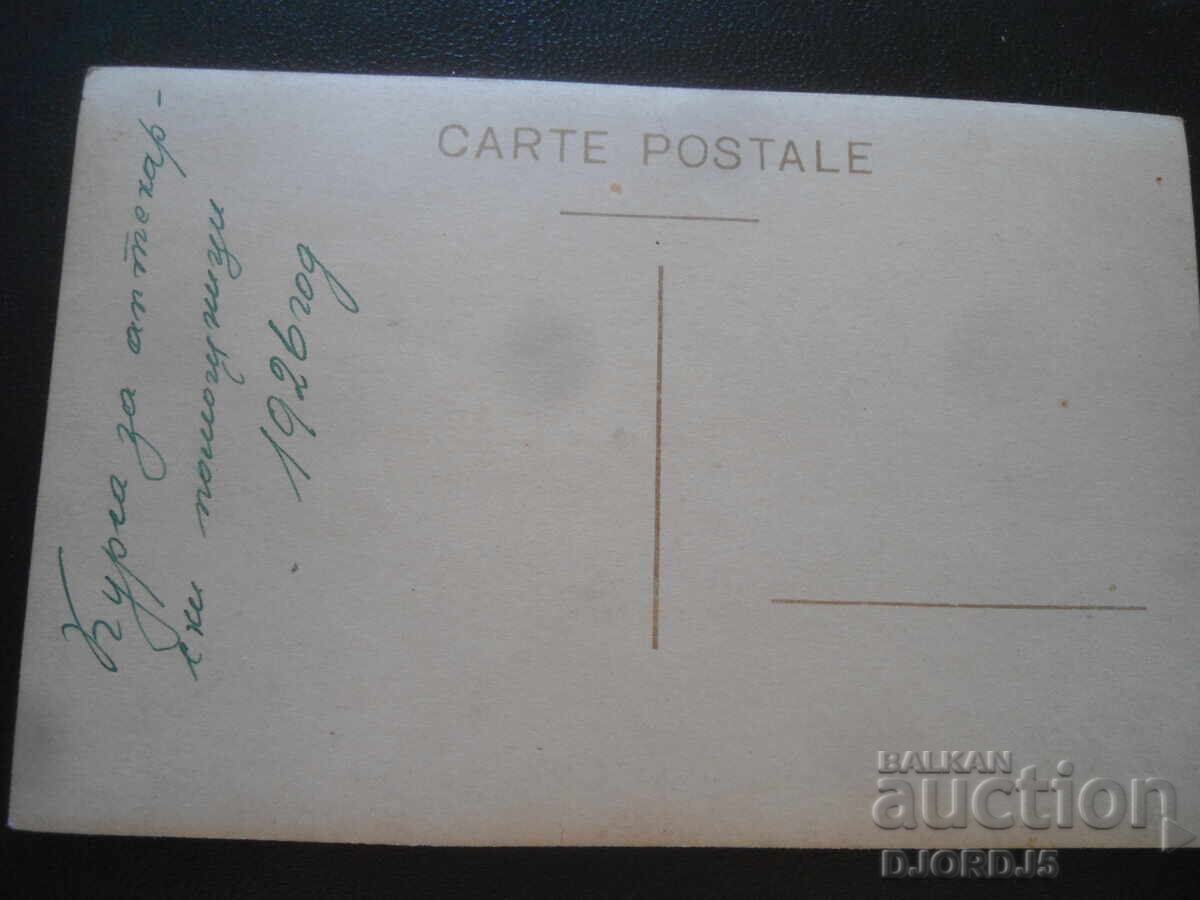 CARTE POSTALE
Курса за аптекар-
ски помощници
1926 год
BALKAN
auction
DJORDJ5